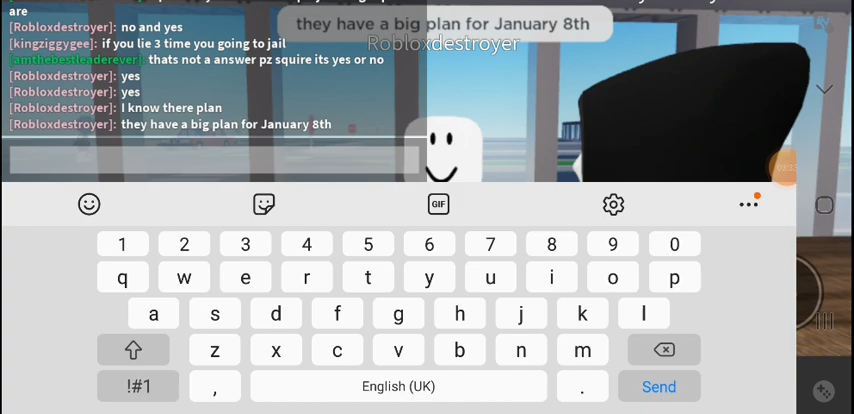 are
[Robloxdestroyer]: no and yes
[kingziggygee]: if you lie 3 time you going to jail
[amthebestleaderever]: thats not a answer pz squire its yes or no
[Robloxdestroyer]: yes
[Robloxdestroyer]: yes
[Robloxdestroyer]: I know there plan
[Robloxdestroyer]: they have a big plan for January 8th
they have a big plan for January 8th
Robloxdestroyer
GIF
1 2 3 4 5 6 7 8 9 0
q w e r t y u i o p
a s d f g h j k l
z x c v b n m
!#1 , English (UK) . Send